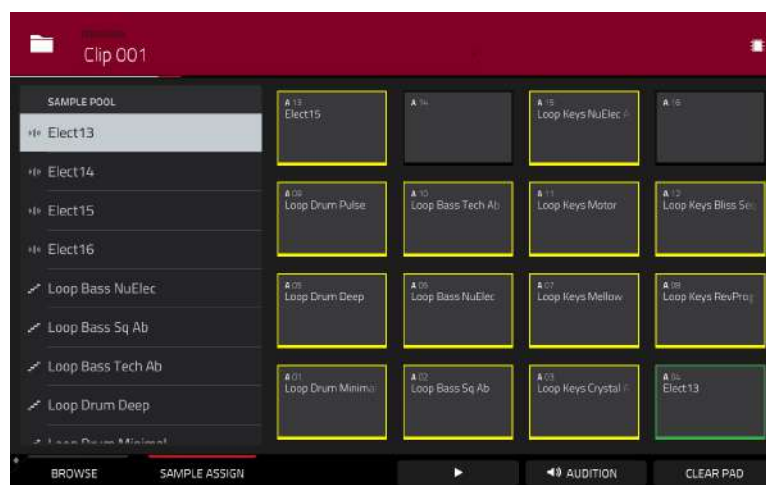 Clip 001
SAMPLE POOL
Elect13
Elect14
Elect15
Elect16
Loop Bass NuElec
Loop Bass Sq Ab
Loop Bass Tech Ab
Loop Drum Deep
Loop Drum Minimal
A 13
Elect15
A 14
A 15
Loop Keys NuElec A
A 16
A 09
Loop Drum Pulse
A 10
Loop Bass Tech Ab
A 11
Loop Keys Motor
A 12
Loop Keys Bliss Se
A 05
Loop Drum Deep
A 06
Loop Bass NuElec
A 07
Loop Keys Mellow
A 08
Loop Keys RevProg
A 01
Loop Drum Minima
A 02
Loop Bass Sq Ab
A 03
Loop Keys Crystal
A 04
Elect13
BROWSE
SAMPLE ASSIGN
AUDITION
CLEAR PAD